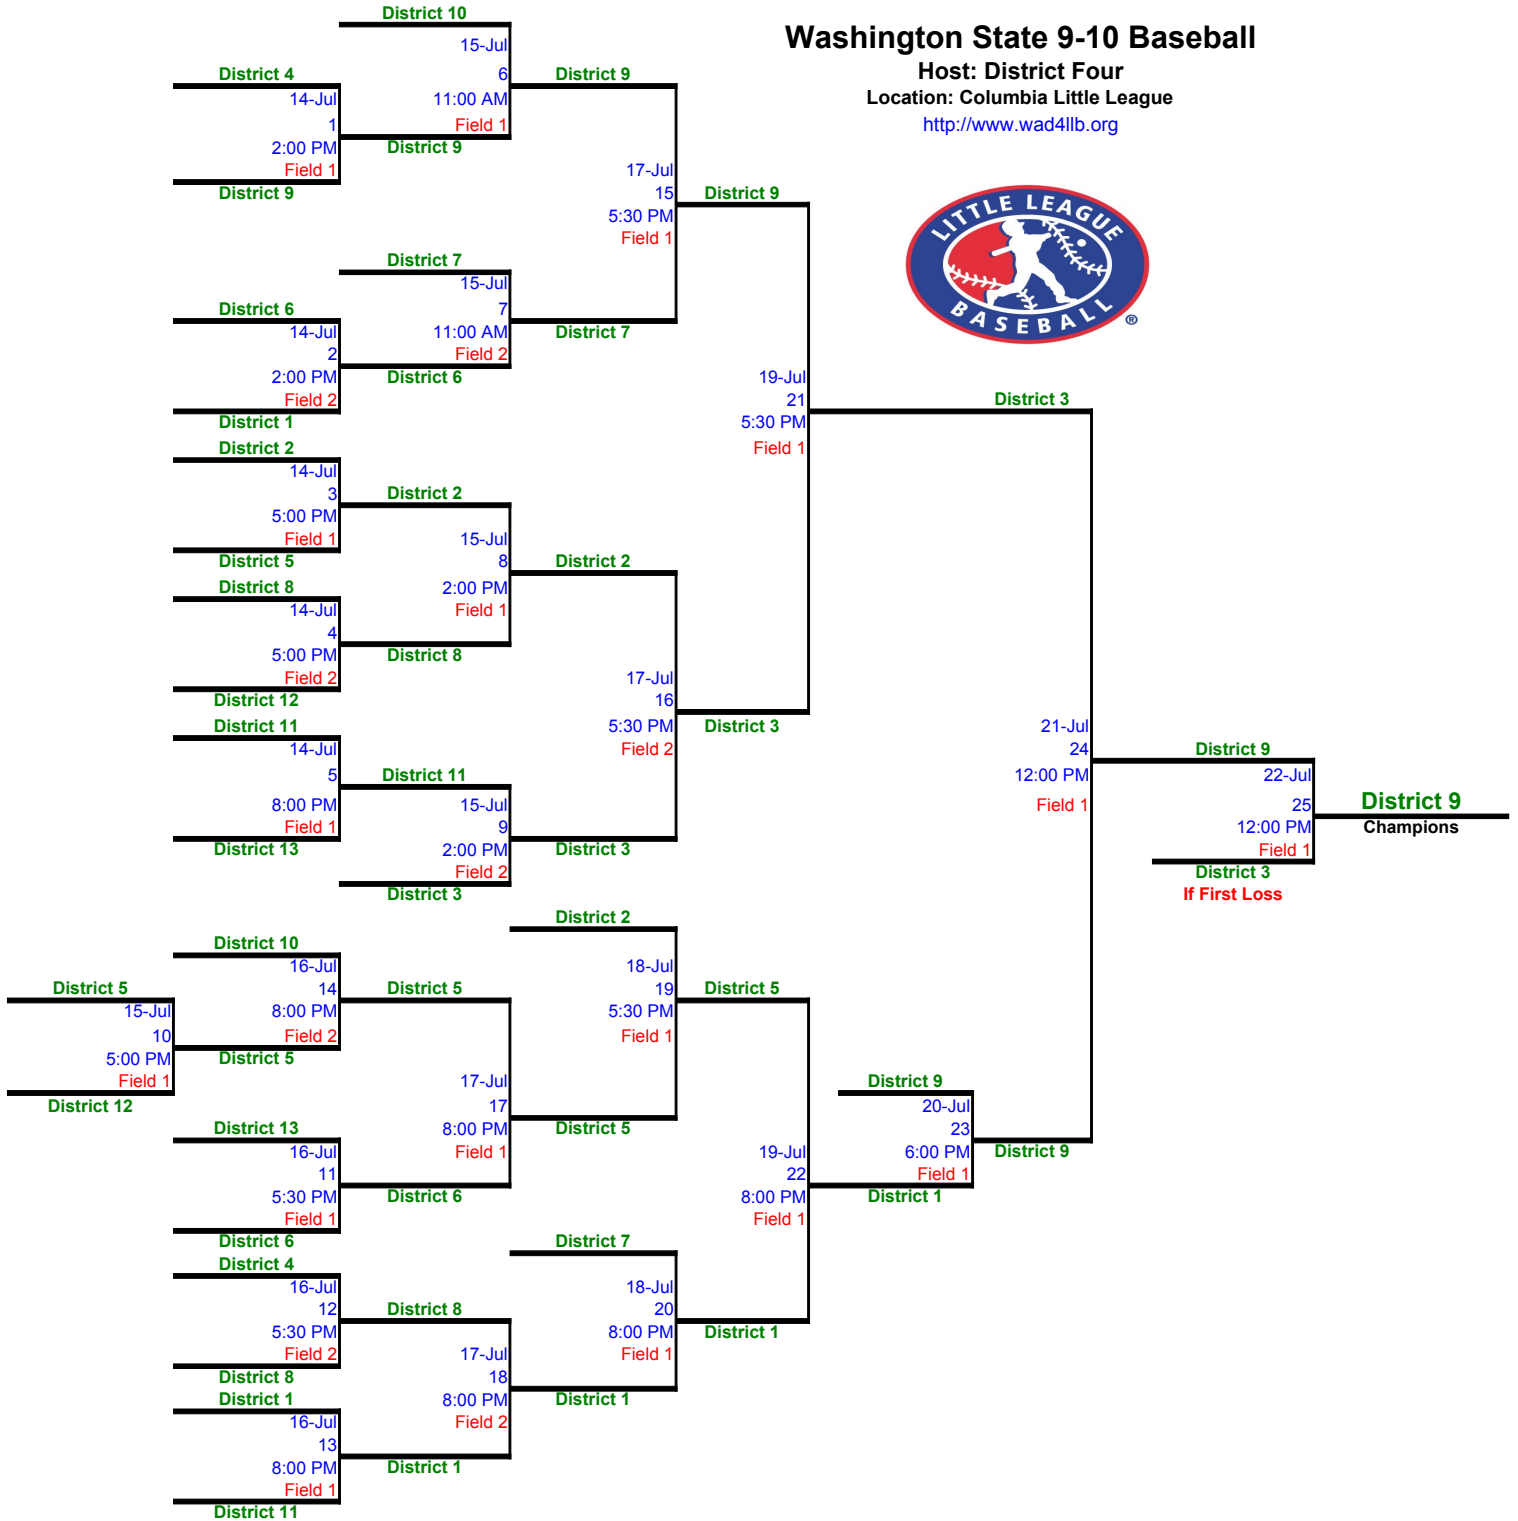 Washington State 9-10 Baseball
Host: District Four
Location: Columbia Little League
http://www.wad4llb.org
LITTLE LEAGUE
BASEBALL
®
District 10
15-Jul
6
11:00 AM
Field 1
District 9
District 4
14-Jul
1
2:00 PM
Field 1
District 9
District 9
17-Jul
15
5:30 PM
Field 1
District 7
District 9
District 7
15-Jul
7
11:00 AM
Field 2
District 6
District 6
14-Jul
2
2:00 PM
Field 2
District 1
19-Jul
21
5:30 PM
Field 1
District 3
District 2
14-Jul
3
5:00 PM
Field 1
District 5
District 2
15-Jul
8
2:00 PM
Field 1
District 8
District 8
14-Jul
4
5:00 PM
Field 2
District 12
District 2
17-Jul
16
5:30 PM
Field 2
District 3
District 3
District 11
14-Jul
5
8:00 PM
Field 1
District 13
District 11
15-Jul
9
2:00 PM
Field 2
District 3
21-Jul
24
12:00 PM
Field 1
District 9
22-Jul
25
12:00 PM
Field 1
District 3
If First Loss
District 9
Champions
District 2
18-Jul
19
5:30 PM
Field 1
District 5
District 10
16-Jul
14
8:00 PM
Field 2
District 5
District 5
15-Jul
10
5:00 PM
Field 1
District 12
District 5
17-Jul
17
8:00 PM
Field 1
District 6
District 13
16-Jul
11
5:30 PM
Field 1
District 6
District 5
19-Jul
22
8:00 PM
Field 1
District 1
District 9
20-Jul
23
6:00 PM
Field 1
District 1
District 9
District 7
18-Jul
20
8:00 PM
Field 1
District 1
District 4
16-Jul
12
5:30 PM
Field 2
District 8
District 8
17-Jul
18
8:00 PM
Field 2
District 1
District 1
16-Jul
13
8:00 PM
Field 1
District 11